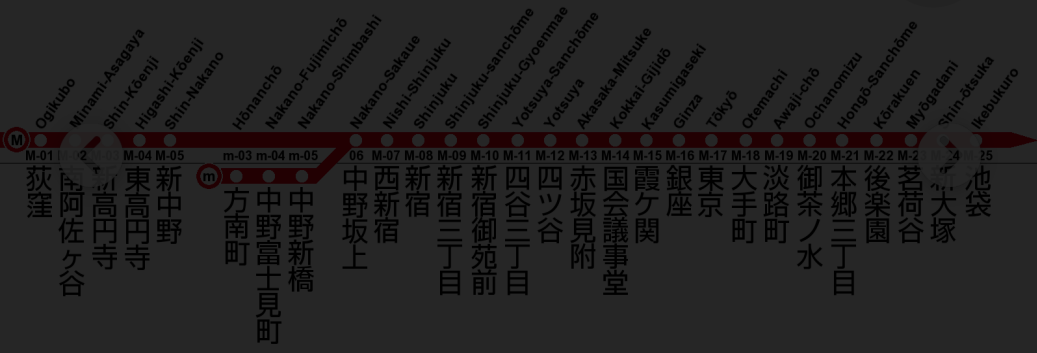 Ogikubo
Minami-Asagaya
Shin-Kōenji
Higashi-Kōenji
Shin-Nakano
Hōnanchō
Nakano-Fujimichō
Nakano-Shimbashi
Nakano-Sakaue
Nishi-Shinjuku
Shinjuku
Shinjuku-sanchōme
Shinjuku-Gyoenmae
Yotsuya-Sanchōme
Yotsuya
Akasaka-Mitsuke
Kokkai-Gijidō
Kasumigaseki
Ginza
Tōkyō
Otemachi
Awaji-chō
Ochanomizu
Hongō-Sanchōme
Kōrakuen
Myōgadani
Shin-ōtsuka
Ikebukuro
M
M-01 M-02 M-04 M-05 m-03 m-04 m-05 06 M-07 M-08 M-09 M-10 M-11 M-12 M-13 M-14 M-15 M-16 M-17 M-18 M-19 M-20 M-21 M-22
m
荻窪
南阿佐ヶ谷
新高円寺
東高円寺
新中野
方南町
中野富士見町
中野新橋
中野坂上
西新宿
新宿
新宿三丁目
新宿御苑前
四谷三丁目
四ツ谷
赤坂見附
国会議事堂
霞ケ関
銀座
東京
大手町
淡路町
御茶ノ水
本郷三丁目
後楽園
茗荷谷
新大塚
池袋